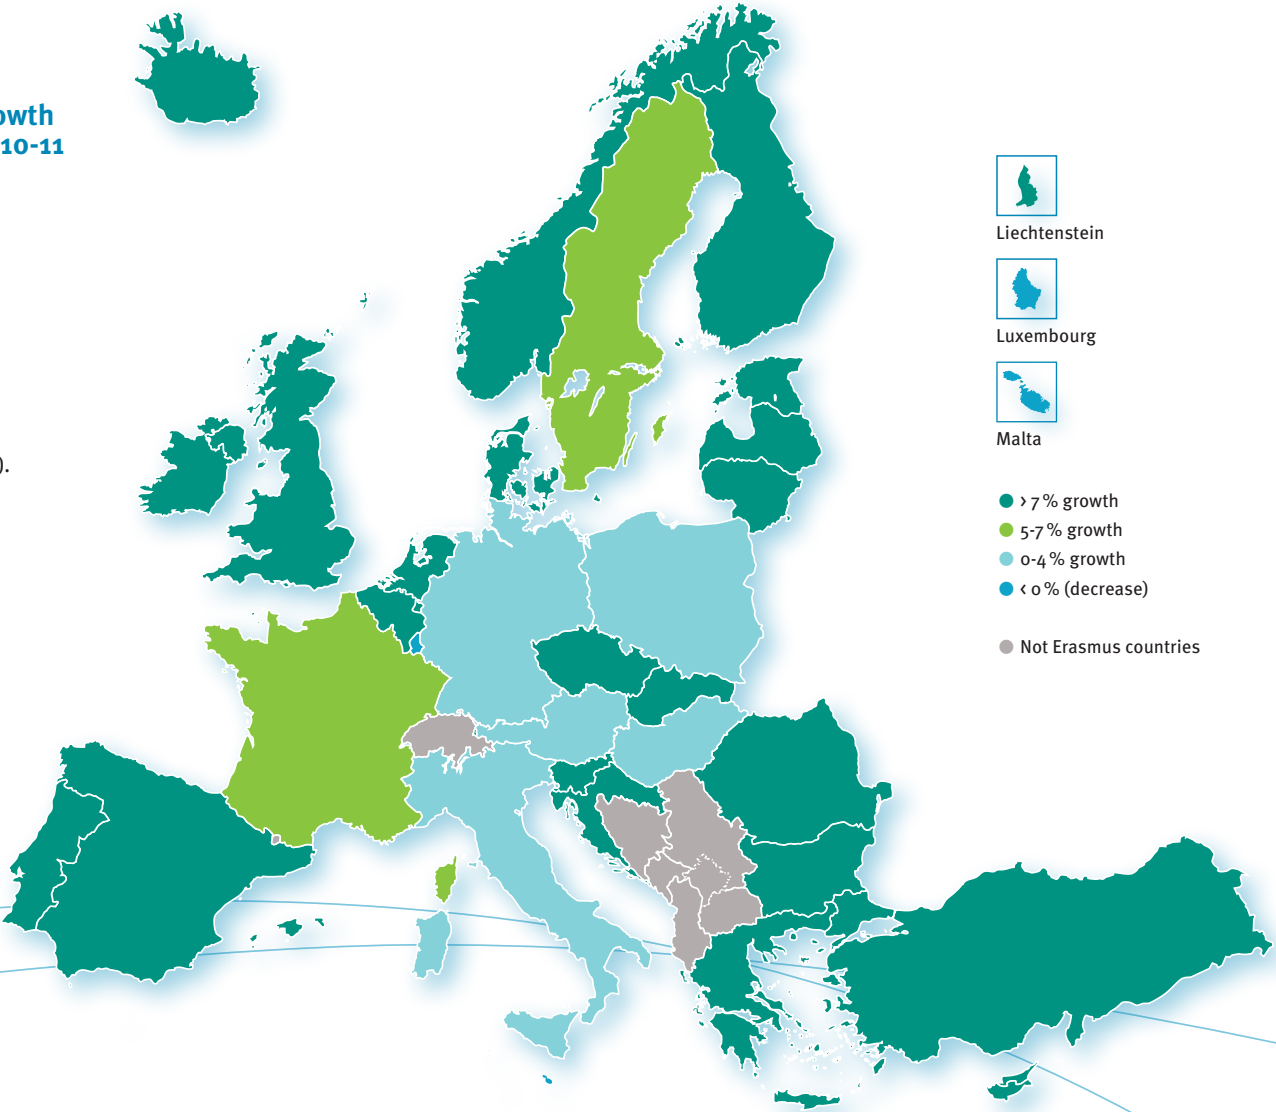 owth
10-11
).
Liechtenstein
Luxembourg
Malta
> 7 % growth
5-7 % growth
0-4 % growth
< 0 % (decrease)
Not Erasmus countries